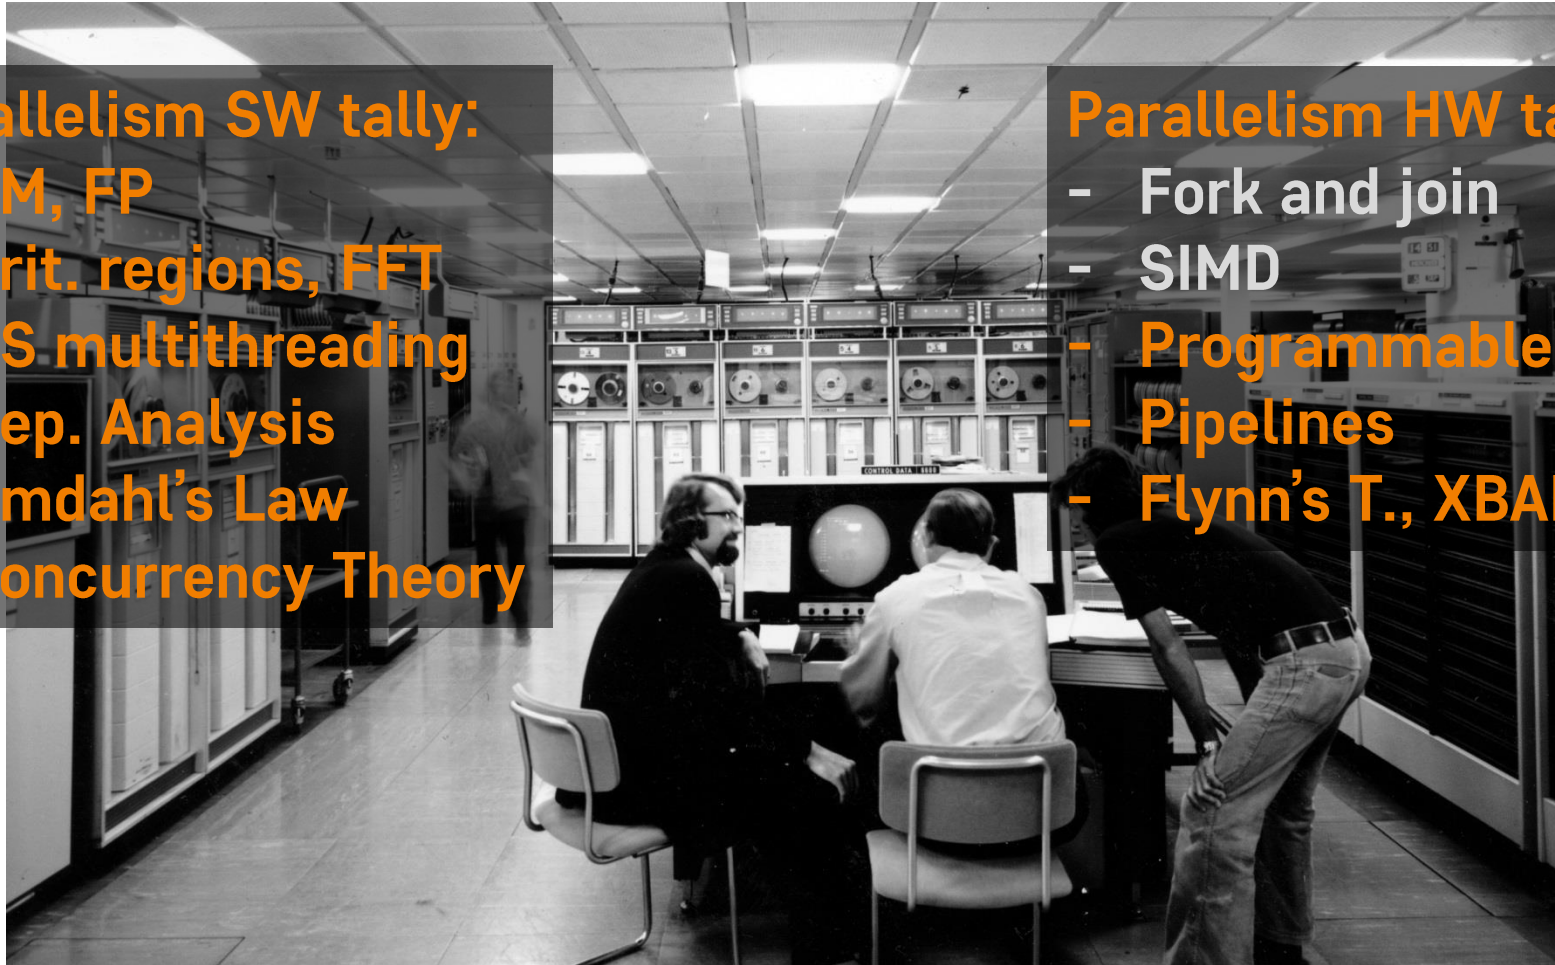 allelism SW tally:
M, FP
rit. regions, FFT
S multithreading
ep. Analysis
mdahl’s Law
oncurrency Theory
Parallelism HW ta
- Fork and join
- SIMD
- Programmable
- Pipelines
- Flynn’s T., XBA
CONTROL DATA 6600